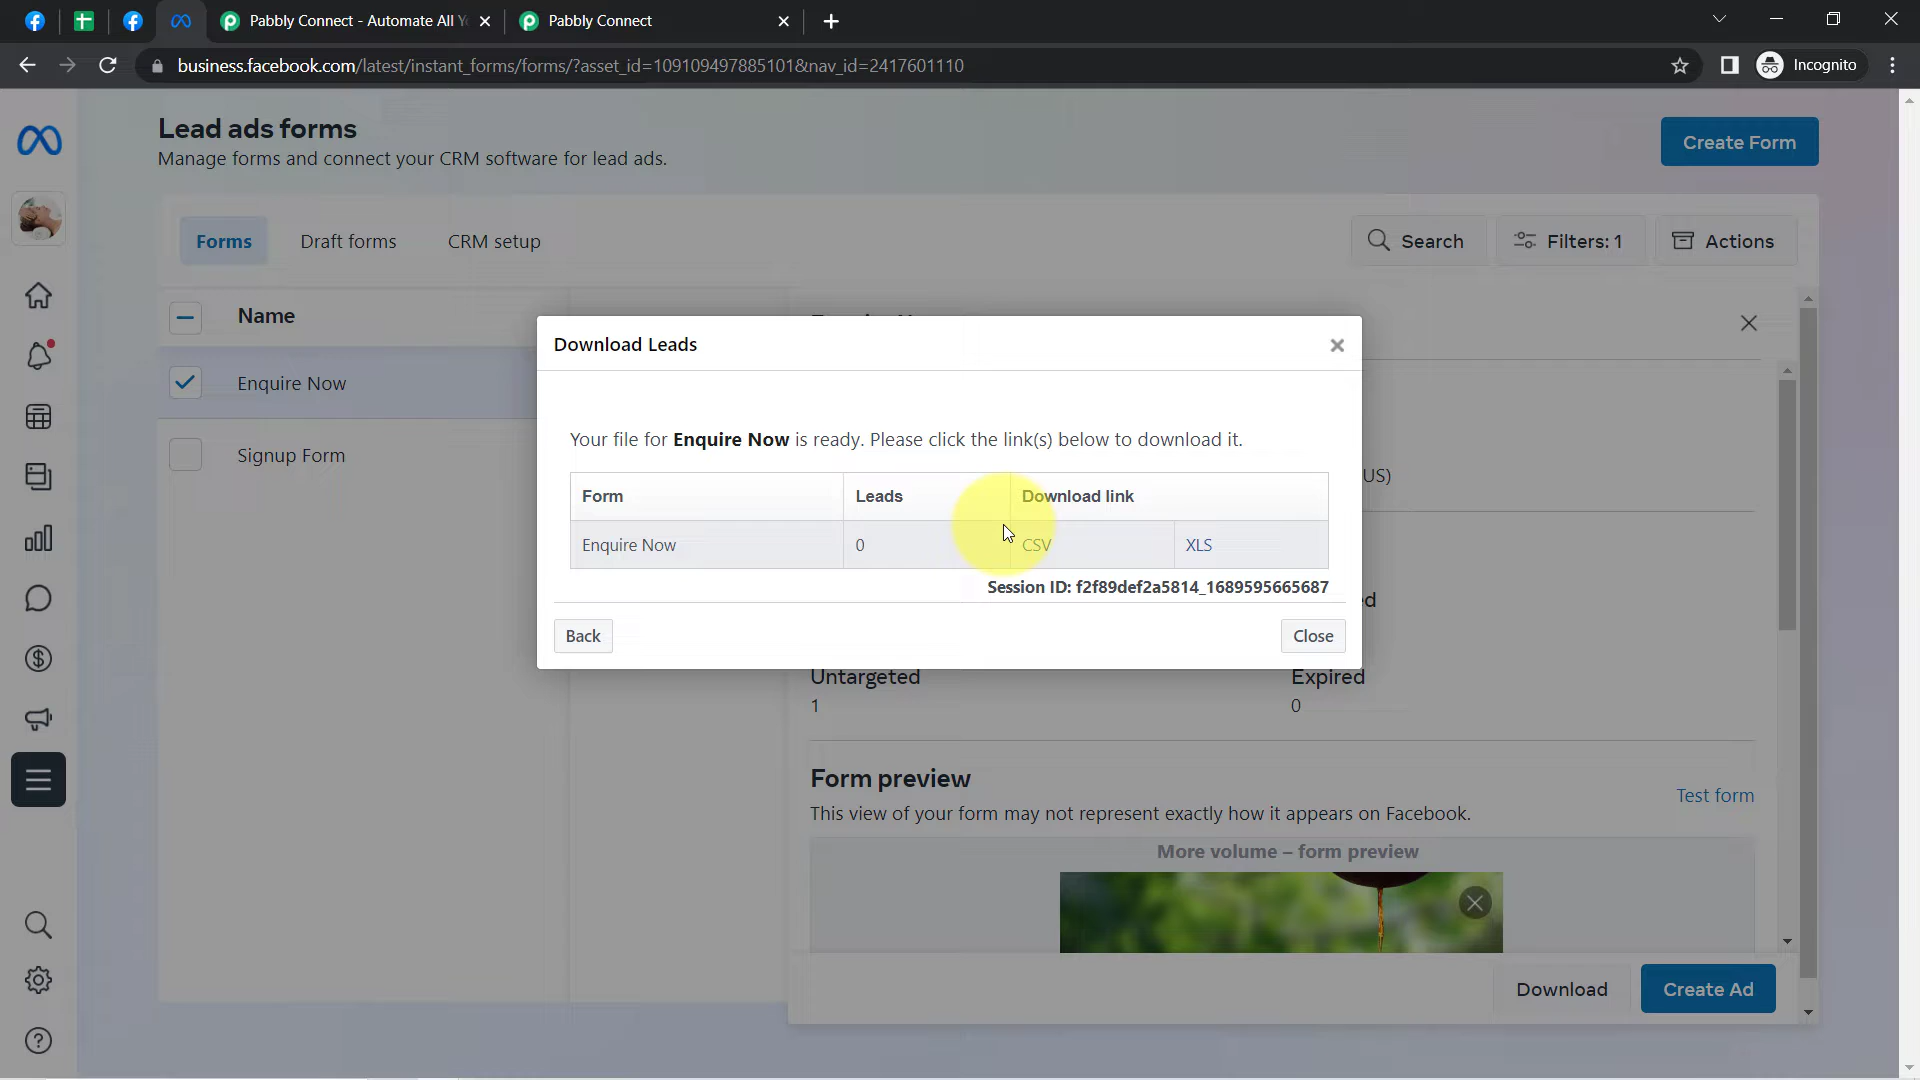 Pabbly Connect - Automate All Y
Pabbly Connect
business.facebook.com/latest/instant_forms/forms/?asset_id=109109497885101&nav_id=2417601110
Incognito
Lead ads forms
Manage forms and connect your CRM software for lead ads.
Create Form
Forms
Draft forms
CRM setup
Search
Filters: 1
Actions
Name
Enquire Now
Signup Form
Download Leads
Your file for Enquire Now is ready. Please click the link(s) below to download it.
Form Leads Download link
Enquire Now 0 CSV XLS
Session ID: f2f89def2a5814_1689595665687
Back
Close
US)
ed
Untargeted
1
Expired
0
Form preview
This view of your form may not represent exactly how it appears on Facebook.
Test form
More volume – form preview
Download
Create Ad